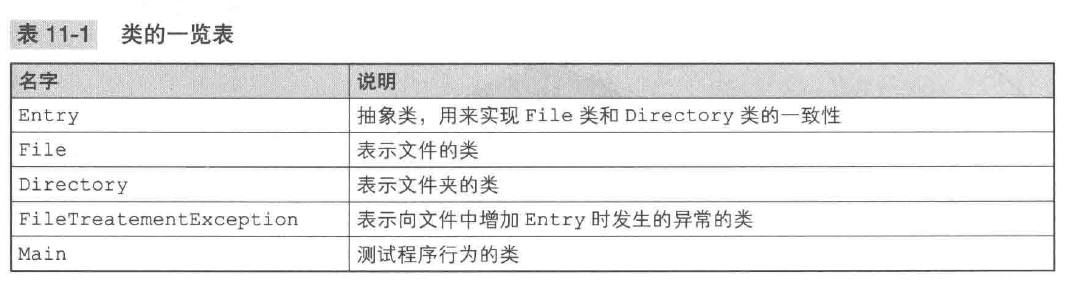 表 11-1 类的一览表
名字 说明
Entry 抽象类，用来实现 File 类和 Directory 类的一致性
File 表示文件的类
Directory 表示文件夹的类
FileTreatementException 表示向文件中增加 Entry 时发生的异常的类
Main 测试程序行为的类